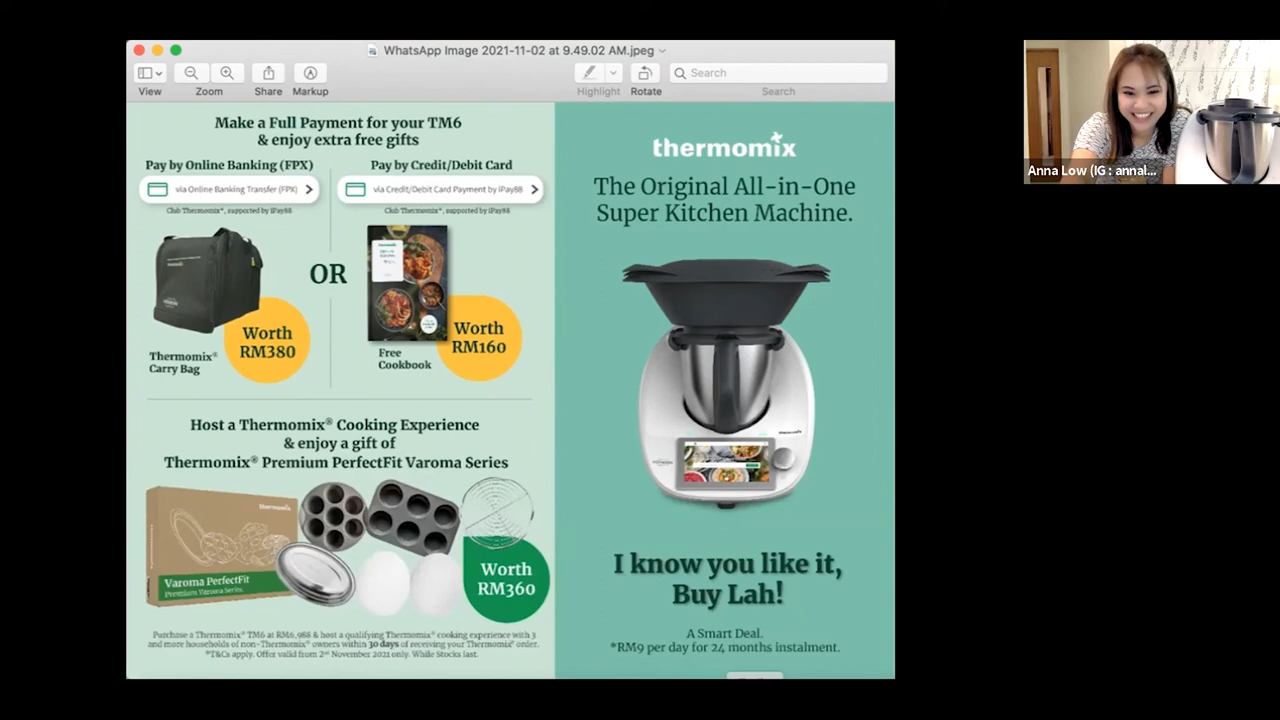 WhatsApp Image 2021-11-02 at 9.49.02 AM.jpeg
View
Zoom
Share
Markup
Highlight
Rotate
Search
Search
Make a Full Payment for your TM6
& enjoy extra free gifts
Pay by Online Banking (FPX)
via Online Banking Transfer (FPX)
Club Thermomix®, supported by iPay88
Thermomix®
Carry Bag
Worth
RM380
OR
Pay by Credit/Debit Card
via Credit/Debit Card Payment by iPay88
Club Thermomix®, supported by iPay88
Free
Cookbook
Worth
RM160
Host a Thermomix® Cooking Experience
& enjoy a gift of
Thermomix® Premium PerfectFit Varoma Series
thermomix
Varoma PerfectFit
Premium Varoma Series.
Worth
RM360
Purchase a Thermomix® TM6 at RM6,988 & host a qualifying Thermomix® cooking experience with 3
and more households of non-Thermomix® owners within 30 days of receiving your Thermomix® order.
*T&Cs apply. Offer valid from 2nd November 2021 only. While Stocks last.
thermomix
The Original All-in-One
Super Kitchen Machine.
I know you like it,
Buy Lah!
A Smart Deal.
*RM9 per day for 24 months instalment.
Anna Low (IG : annal...